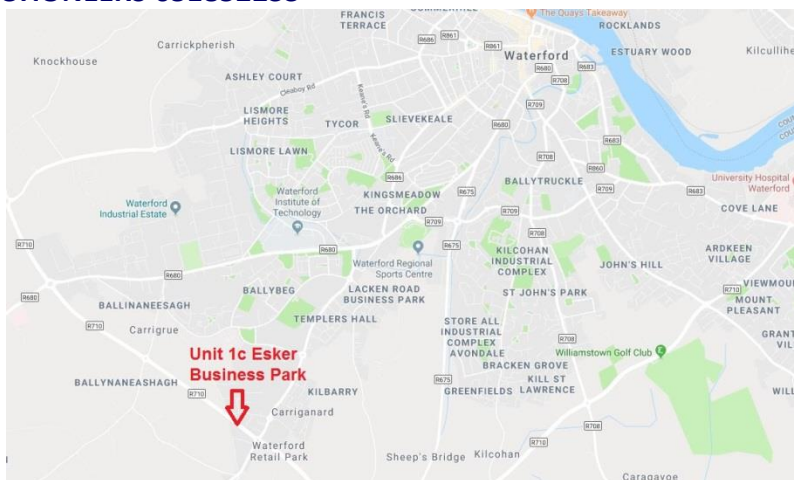 FRANCIS
TERRACE
The Quays Takeaway
ROCKLANDS
Carrickpherish
R686
R861
R861
Waterford
ESTUARY WOOD
Knockhouse
R680
R683
R708
ASHLEY COURT
Cleaboy Rd
Keane's Rd
R709
LISMORE
HEIGHTS
TYCOR
SLIEVEKEALE
R680
R683
LISMORE LAWN
Keane's Rd
R708
R686
R860
BALLYTRUCKLE
University Hospital
Waterford
Waterford
Institute of
Technology
KINGSMEADOW
R675
R709
R683
Waterford
Industrial Estate
THE ORCHARD
R709
R709
COVE LANE
R708
R710
R680
R675
KILCOHAN
INDUSTRIAL
COMPLEX
ARDKEEN
VILLAGE
Waterford Regional
Sports Centre
JOHN'S HILL
R680
BALLYBEG
LACKEN ROAD
BUSINESS PARK
ST JOHN'S PARK
R710
R680
BALLINANEESAGH
MOUNT
PLEASANT
R710
Carrigrue
TEMPLERS HALL
STORE ALL
INDUSTRIAL
COMPLEX
AVONDALE
R708
Unit 1c Esker
Business Park
Williamstown Golf Club
BRACKEN GROVE
BALLYNANEASHAGH
R710
KILBARRY
R675
GREENFIELDS
KILL ST
LAWRENCE
Carriganard
R708
Waterford
Retail Park
Sheep's Bridge
Kilcohan
R710
Caragavoe